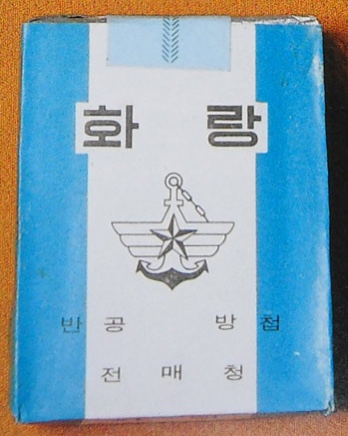 화 랑
반 공 방 첩
전 매 청